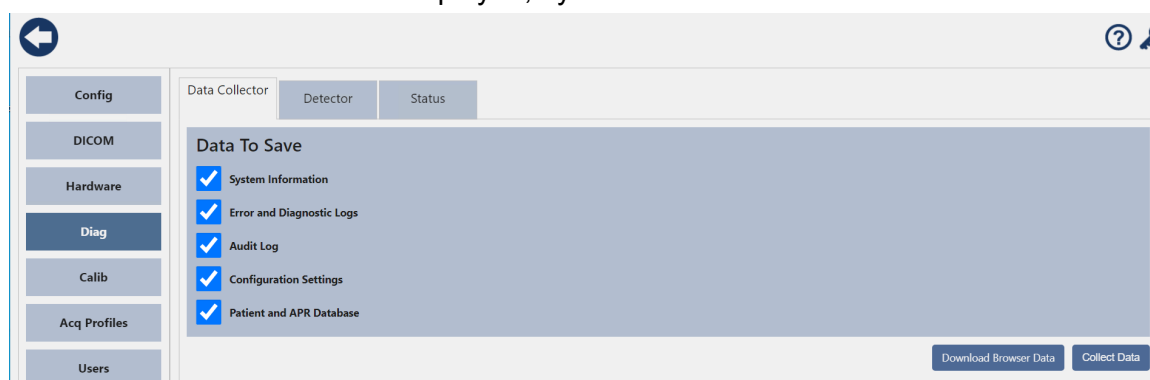 ?
Config
DICOM
Hardware
Diag
Calib
Acq Profiles
Users
Data Collector Detector Status
Data To Save
System Information
Error and Diagnostic Logs
Audit Log
Configuration Settings
Patient and APR Database
Download Browser Data Collect Data